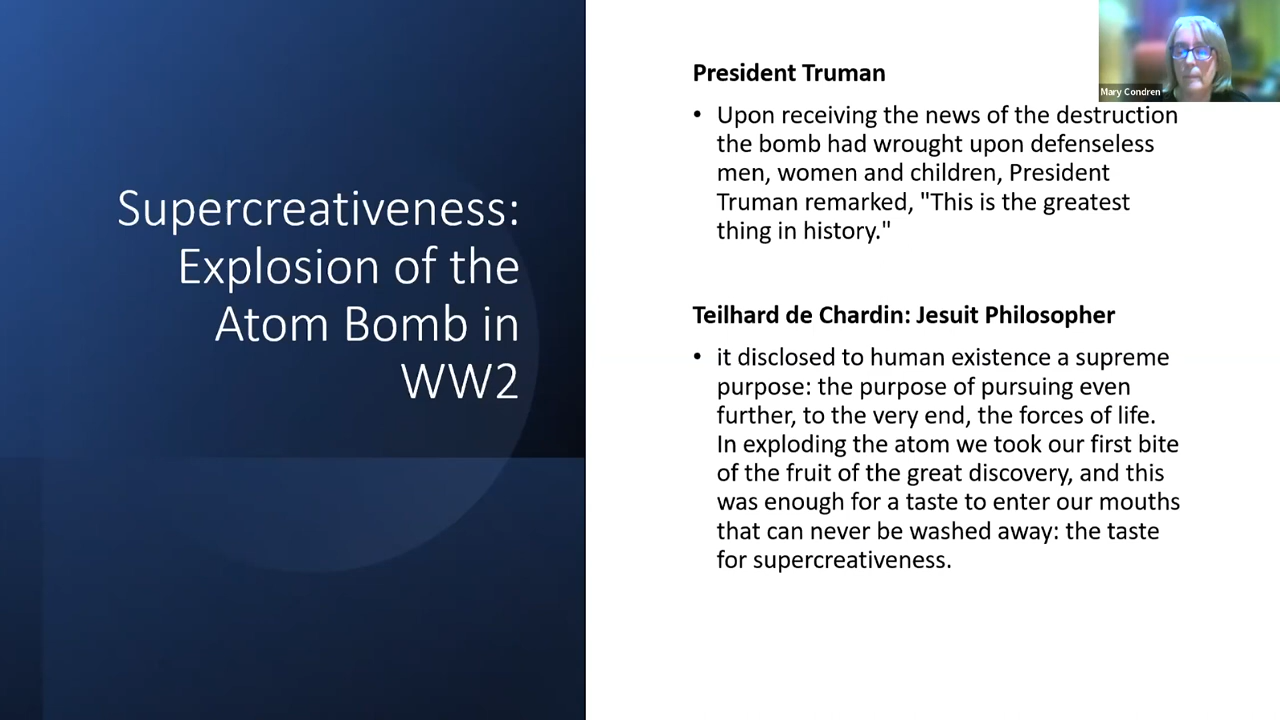 Supercreativeness:
Explosion of the
Atom Bomb in
WW2
President Truman
• Upon receiving the news of the destruction
the bomb had wrought upon defenseless
men, women and children, President
Truman remarked, "This is the greatest
thing in history."
Teilhard de Chardin: Jesuit Philosopher
• it disclosed to human existence a supreme
purpose: the purpose of pursuing even
further, to the very end, the forces of life.
In exploding the atom we took our first bite
of the fruit of the great discovery, and this
was enough for a taste to enter our mouths
that can never be washed away: the taste
for supercreativeness.
Mary Condren